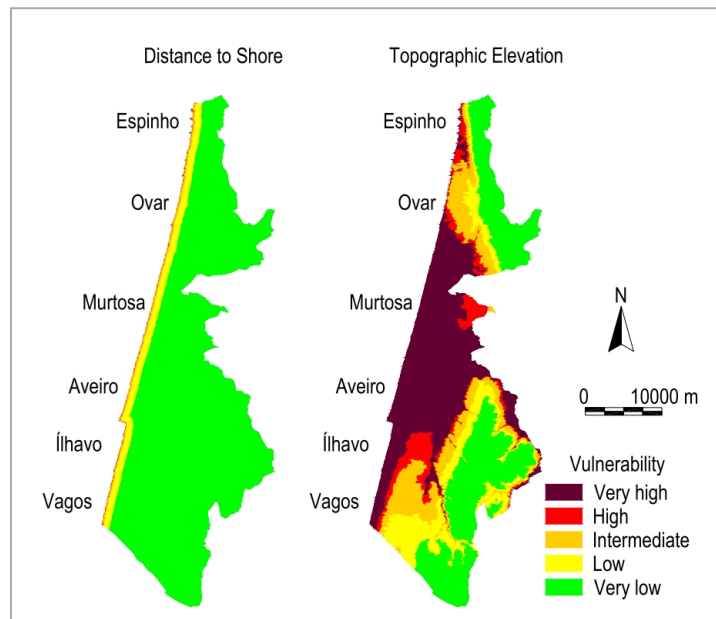 Distance to Shore
Topographic Elevation
Espinho
Ovar
Murtosa
Aveiro
Ílhavo
Vagos
Espinho
Ovar
Murtosa
Aveiro
Ílhavo
Vagos
N
0 10000 m
Vulnerability
Very high
High
Intermediate
Low
Very low